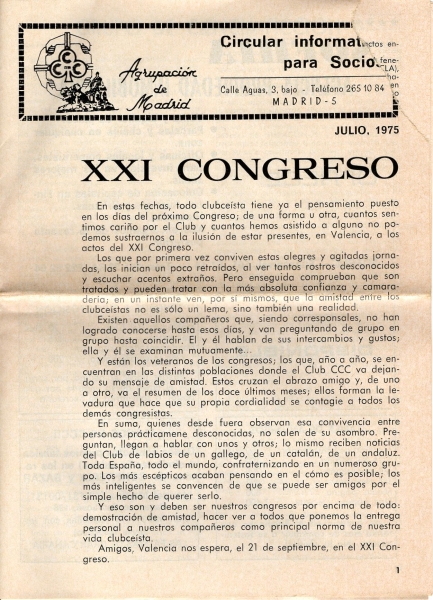 CCCC
Agrupación
de
Madrid
Circular informat
para Socio
Calle Aguas, 3, bajo - Teléfono 265 10 84
MADRID-5
ctos en-
fene-
CLA),
ha-
en
JULIO, 1975
XXI CONGRESO
En estas fechas, todo clubceísta tiene ya el pensamiento puesto
en los días del próximo Congreso; de una forma u otra, cuantos sen-
timos cariño por el Club y cuantos hemos asistido a alguno no po-
demos sustraernos a la ilusión de estar presentes, en Valencia, a los
actos del XXI Congreso.
Los que por primera vez conviven estas alegres y agitadas jorna-
das, las inician un poco retraídos, al ver tantos rostros desconocidos
y escuchar acentos extraños. Pero enseguida comprueban que son
tratados y pueden tratar con la más absoluta confianza y camara-
dería; en un instante ven, por sí mismos, que la amistad entre los
clubceístas no es sólo un lema, sino también una realidad.
Existen aquellos compañeros que, siendo corresponsales, no han
logrado conocerse hasta esos días, y van preguntando de grupo en
grupo hasta coincidir. El y él hablan de sus intercambios y gustos;
ella y él se examinan mutuamente...
Y están los veteranos de los congresos; los que, año a año, se en-
cuentran en las distintas poblaciones donde el Club CCC va dejan-
do su mensaje de amistad. Estos cruzan el abrazo amigo y, de uno
a otro, va el resumen de los doce últimos meses; ellos forman la le-
vadura que hace que su propia cordialidad se contagie a todos los
demás congresistas.
En suma, quienes desde fuera observan esa convivencia entre
personas prácticamene desconocidas, no salen de su asombro. Pre-
guntan, llegan a hablar con unos y otros; lo mismo reciben noticias
del Club de labios de un gallego, de un catalán, de un andaluz.
Toda España, todo el mundo, confraternizando en un numeroso gru-
po. Los más escépticos acaban pensando en el cómo es posible; los
más inteligentes se convencen de que se puede ser amigos por el
simple hecho de querer serlo.
Y eso son y deben ser nuestros congresos por encima de todo:
demostración de amistad, hacer ver a todos que ponemos la entrega
personal a nuestros compañeros como principal norma de nuestra
vida clubceísta.
Amigos, Valencia nos espera, el 21 de septiembre, en el XXI Con-
greso.
1